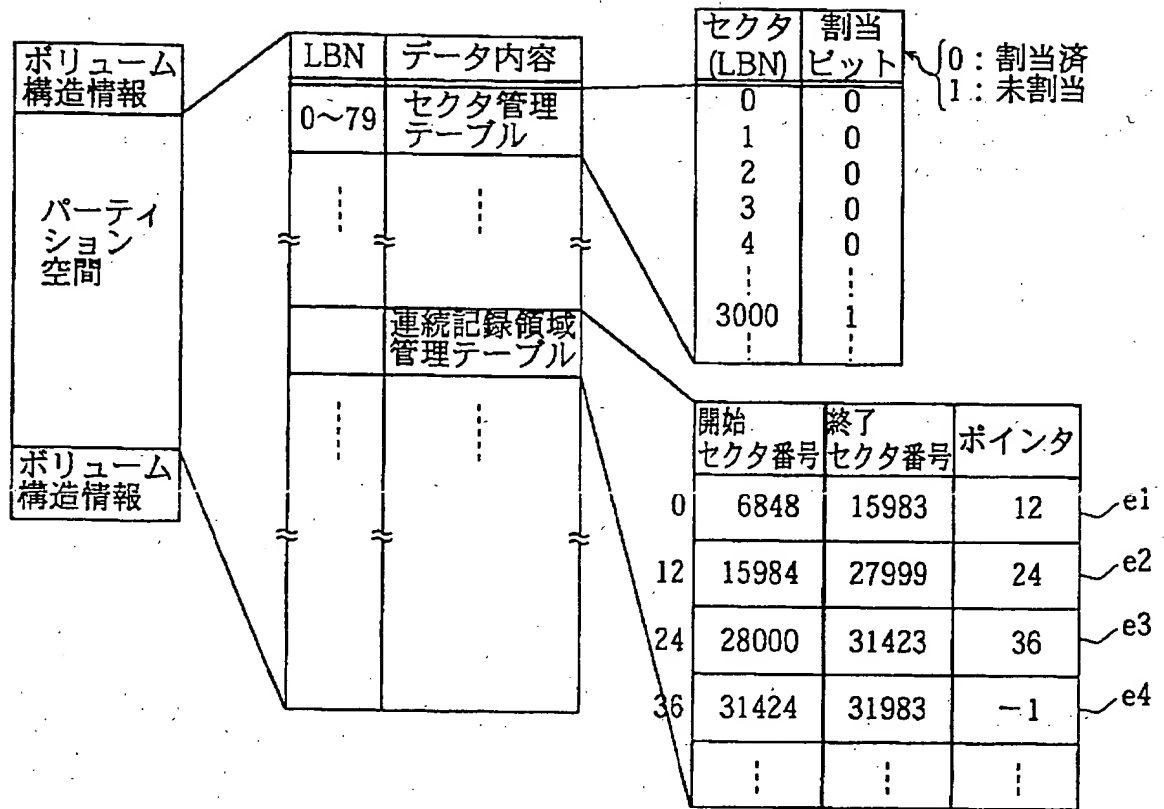 ボリューム
構造情報
パーティ
ション
空間
ボリューム
構造情報
LBN データ内容
0～79 セクタ管理
テーブル
連続記録領域
管理テーブル
セクタ 割当
(LBN) ビット
0 0
1 0
2 0
3 0
4 0
3000 1
0：割当済
1：未割当
開始 終了 ポインタ
セクタ番号 セクタ番号
0 6848 15983 12 e1
12 15984 27999 24 e2
24 28000 31423 36 e3
36 31424 31983 −1 e4